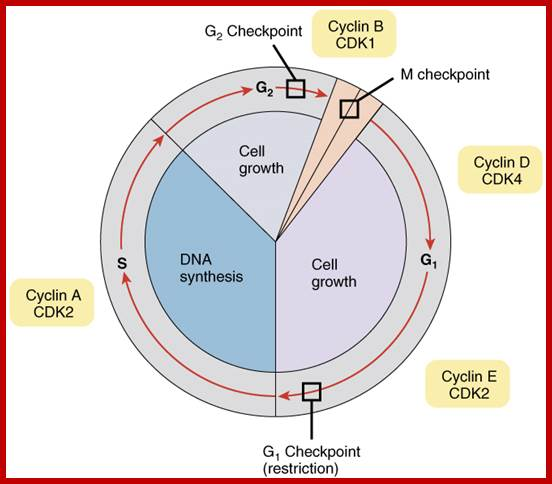 G₂ Checkpoint
Cyclin B
CDK1
M checkpoint
G₂
Cell
growth
Cyclin D
CDK4
DNA
synthesis
Cell
growth
S
G₁
Cyclin A
CDK2
Cyclin E
CDK2
G₁ Checkpoint
(restriction)